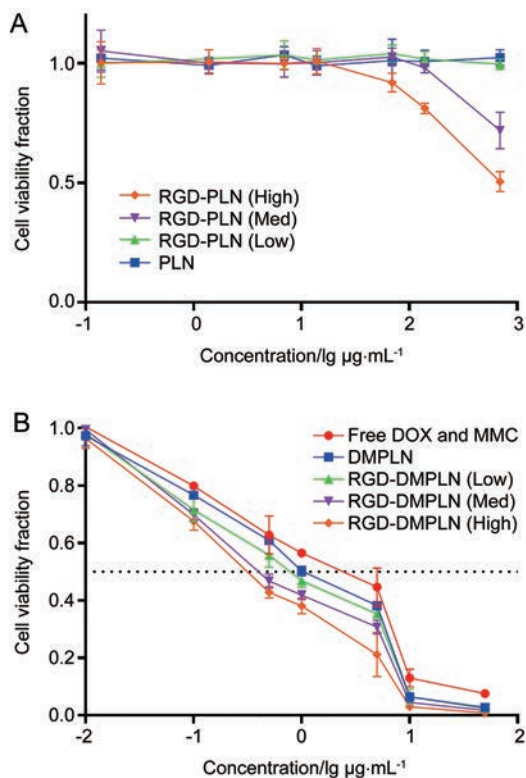 A
Cell viability fraction
1.0
0.5
0.0
RGD-PLN (High)
RGD-PLN (Med)
RGD-PLN (Low)
PLN
-1 0 1 2 3
Concentration/lg μg·mL⁻¹
B
Cell viability fraction
1.0
0.8
0.6
0.4
0.2
0.0
Free DOX and MMC
DMPLN
RGD-DMPLN (Low)
RGD-DMPLN (Med)
RGD-DMPLN (High)
-2 -1 0 1 2
Concentration/lg μg·mL⁻¹